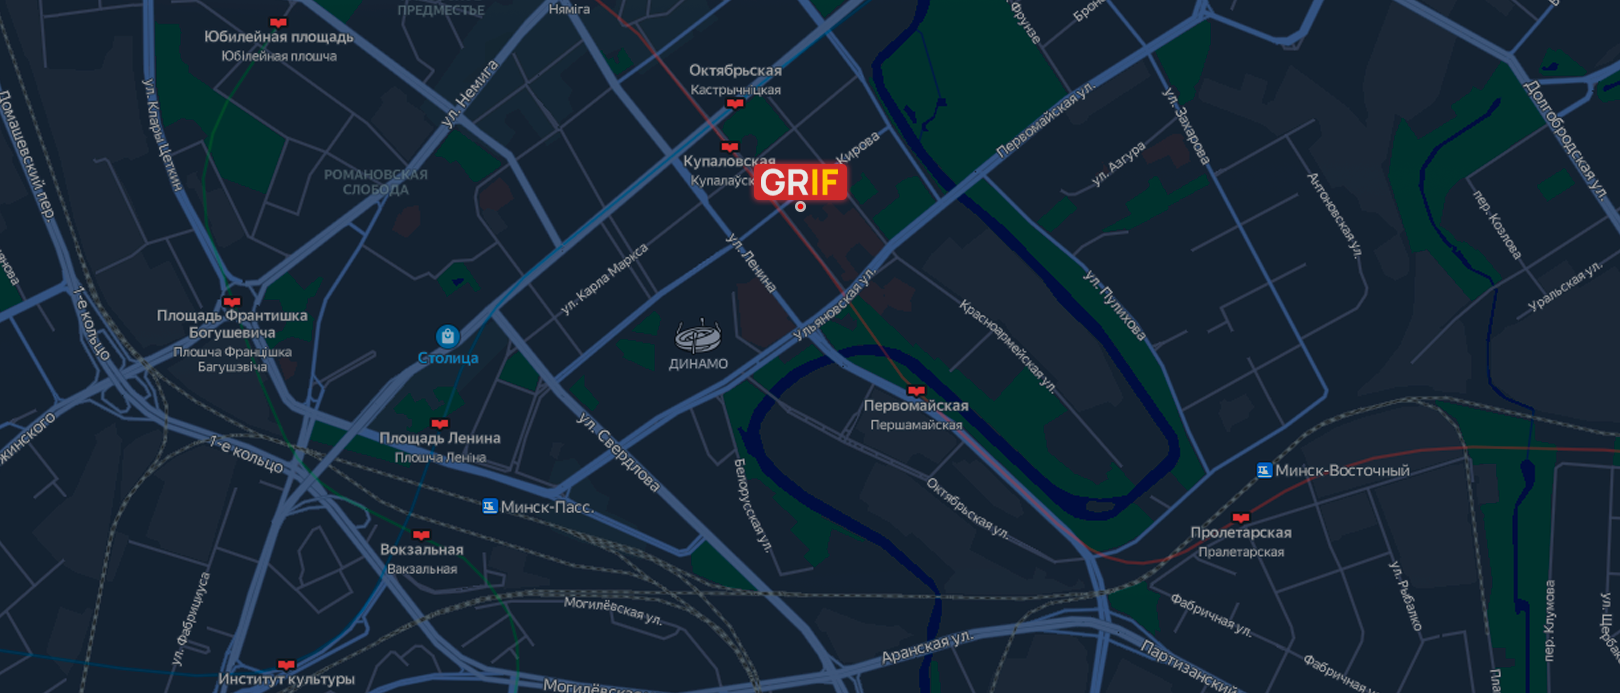 ПРЕДМЕСТЬЕ
Няміга
Фрунзе
Юбилейная площадь
Юбілейная плошча
Октябрьская
Кастрычніцкая
ул. Немига
ул. Клары Цеткин
Домашевский пер.
Первомайская ул.
ул. Захарова
Долгобродская ул.
Купаловская
Кирова
GRIF
ул. Азгура
РОМАНОВСКАЯ
СЛОБОДА
Антоновская ул.
пер. Козлова
ул. Ленина
ул. Карла Маркса
Уральская ул.
ул. Пулихова
1-е кольцо
Площадь Франтишка
Богушевича
Плошча Францішка
Багушэвіча
Столица
ДИНАМО
Ульяновская ул.
Красноармейская ул.
Первомайская
Першамайская
Площадь Ленина
Плошча Леніна
1-е кольцо
ул. Свердлова
Белорусская ул.
Октябрьская ул.
Минск-Восточный
Минск-Пасс.
Пролетарская
Пралетарская
Вокзальная
Вакзальная
ул. Фабрициуса
Могилёвская ул.
ул. Рыбалко
Фабричная ул.
пер. Клумова
Аранская ул.
Институт культуры